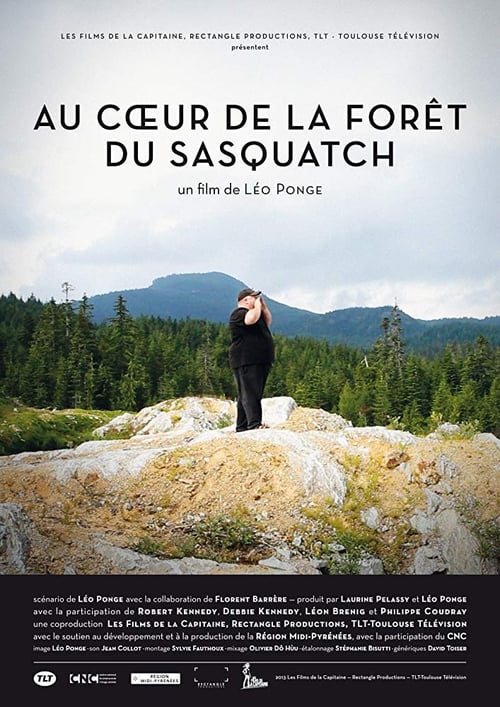 LES FILMS DE LA CAPITAINE, RECTANGLE PRODUCTIONS, TLT - TOULOUSE TÉLÉVISION
présentent
AU CŒUR DE LA FORÊT
DU SASQUATCH
un film de LÉO PONGE
scénario de LÉO PONGE avec la collaboration de FLORENT BARRÈRE – produit par LAURINE PELASSY et LÉO PONGE
avec la participation de ROBERT KENNEDY, DEBBIE KENNEDY, LÉON BRENIG et PHILIPPE COUDRAY
une coproduction LES FILMS DE LA CAPITAINE, RECTANGLE PRODUCTIONS, TLT-TOULOUSE TÉLÉVISION
avec le soutien au développement et à la production de la RÉGION MIDI-PYRÉNÉES, avec la participation du CNC
image LÉO PONGE -son JEAN COLLOT -montage SYLVIE FAUTHOUX -mixage OLIVIER DÔ HÙU -étalonnage STÉPHANIE BISUTTI -génériques DAVID TOISER
TLT
CNC
RÉGION
MIDI-PYRÉNÉES
RECTANGLE
2013 Les Films de la Capitaine – Rectangle Productions – TLT-Toulouse Télévision